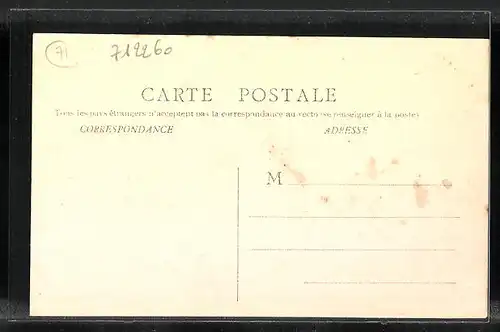 71 712260
CARTE POSTALE
Tous les pays étrangers n'acceptent pas la correspondance au recto (se renseigner à la poste)
CORRESPONDANCE ADRESSE
M